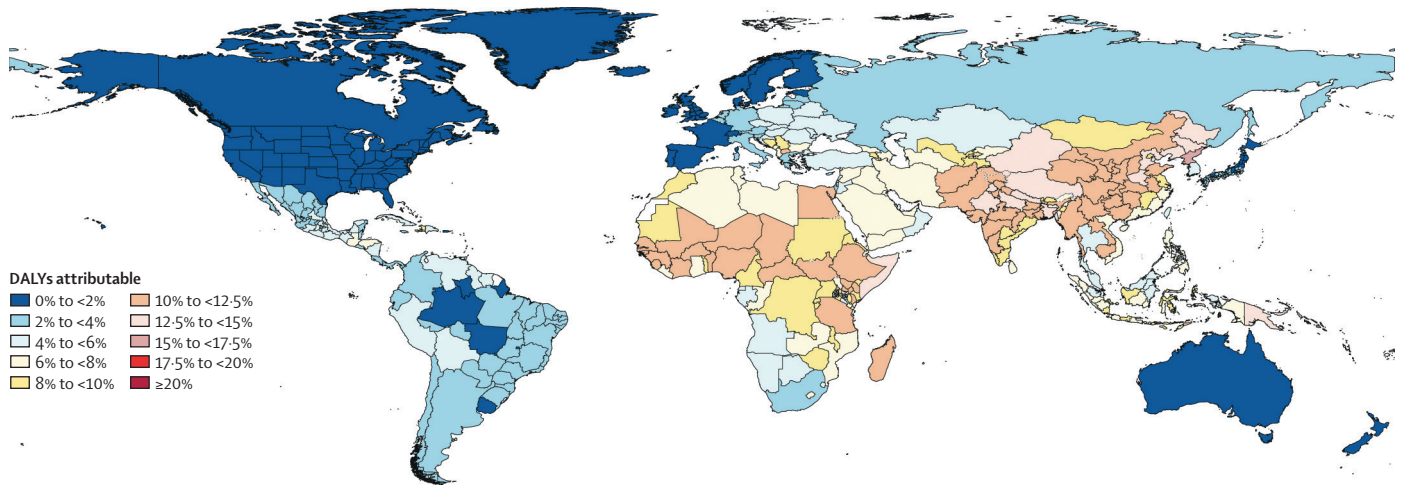 DALYs attributable
0% to <2%
2% to <4%
4% to <6%
6% to <8%
8% to <10%
10% to <12·5%
12·5% to <15%
15% to <17·5%
17·5% to <20%
≥20%